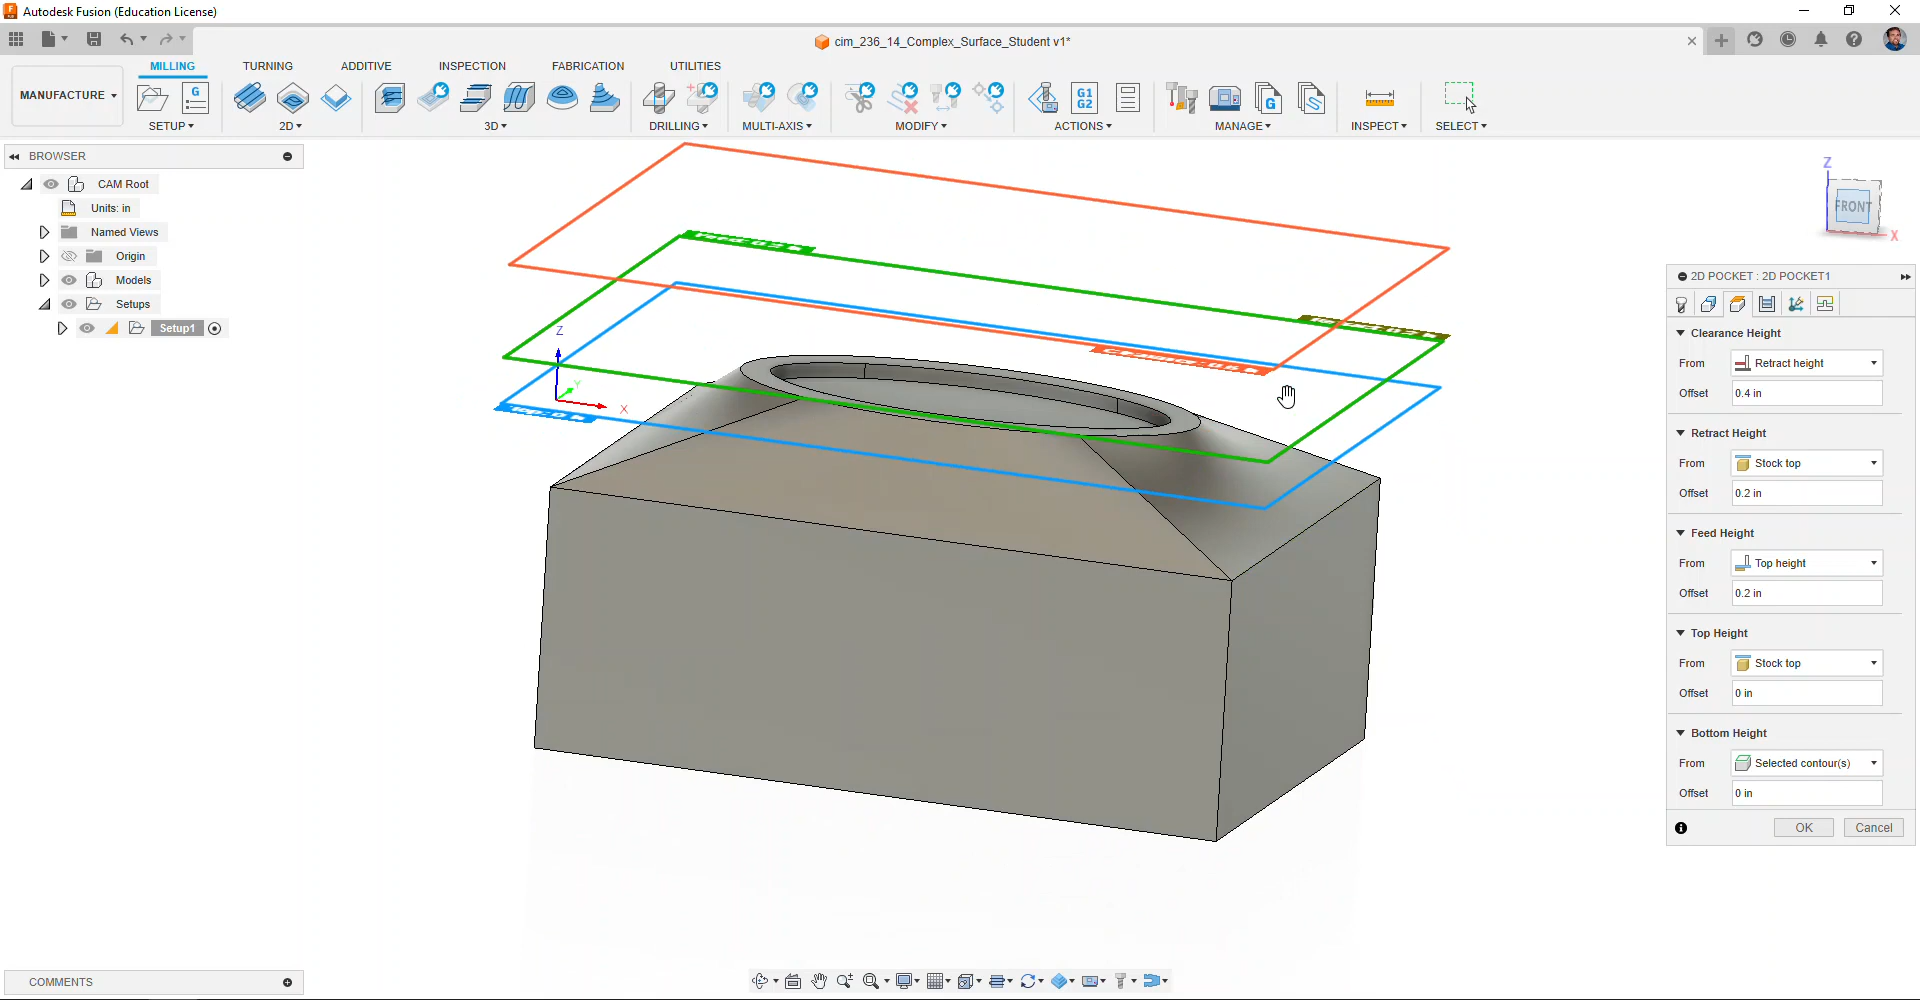 Autodesk Fusion (Education License)
cim_236_14_Complex_Surface_Student v1*
MILLING TURNING ADDITIVE INSPECTION FABRICATION UTILITIES
MANUFACTURE
G
G1
G2
G
SETUP 2D 3D DRILLING MULTI-AXIS MODIFY ACTIONS MANAGE INSPECT SELECT
BROWSER
CAM Root
Units: in
Named Views
Origin
Models
Setups
Setup1
Z
Y
X
Z
FRONT
X
2D POCKET : 2D POCKET1
Clearance Height
From Retract height
Offset 0.4 in
Retract Height
From Stock top
Offset 0.2 in
Feed Height
From Top height
Offset 0.2 in
Top Height
From Stock top
Offset 0 in
Bottom Height
From Selected contour(s)
Offset 0 in
OK Cancel
COMMENTS